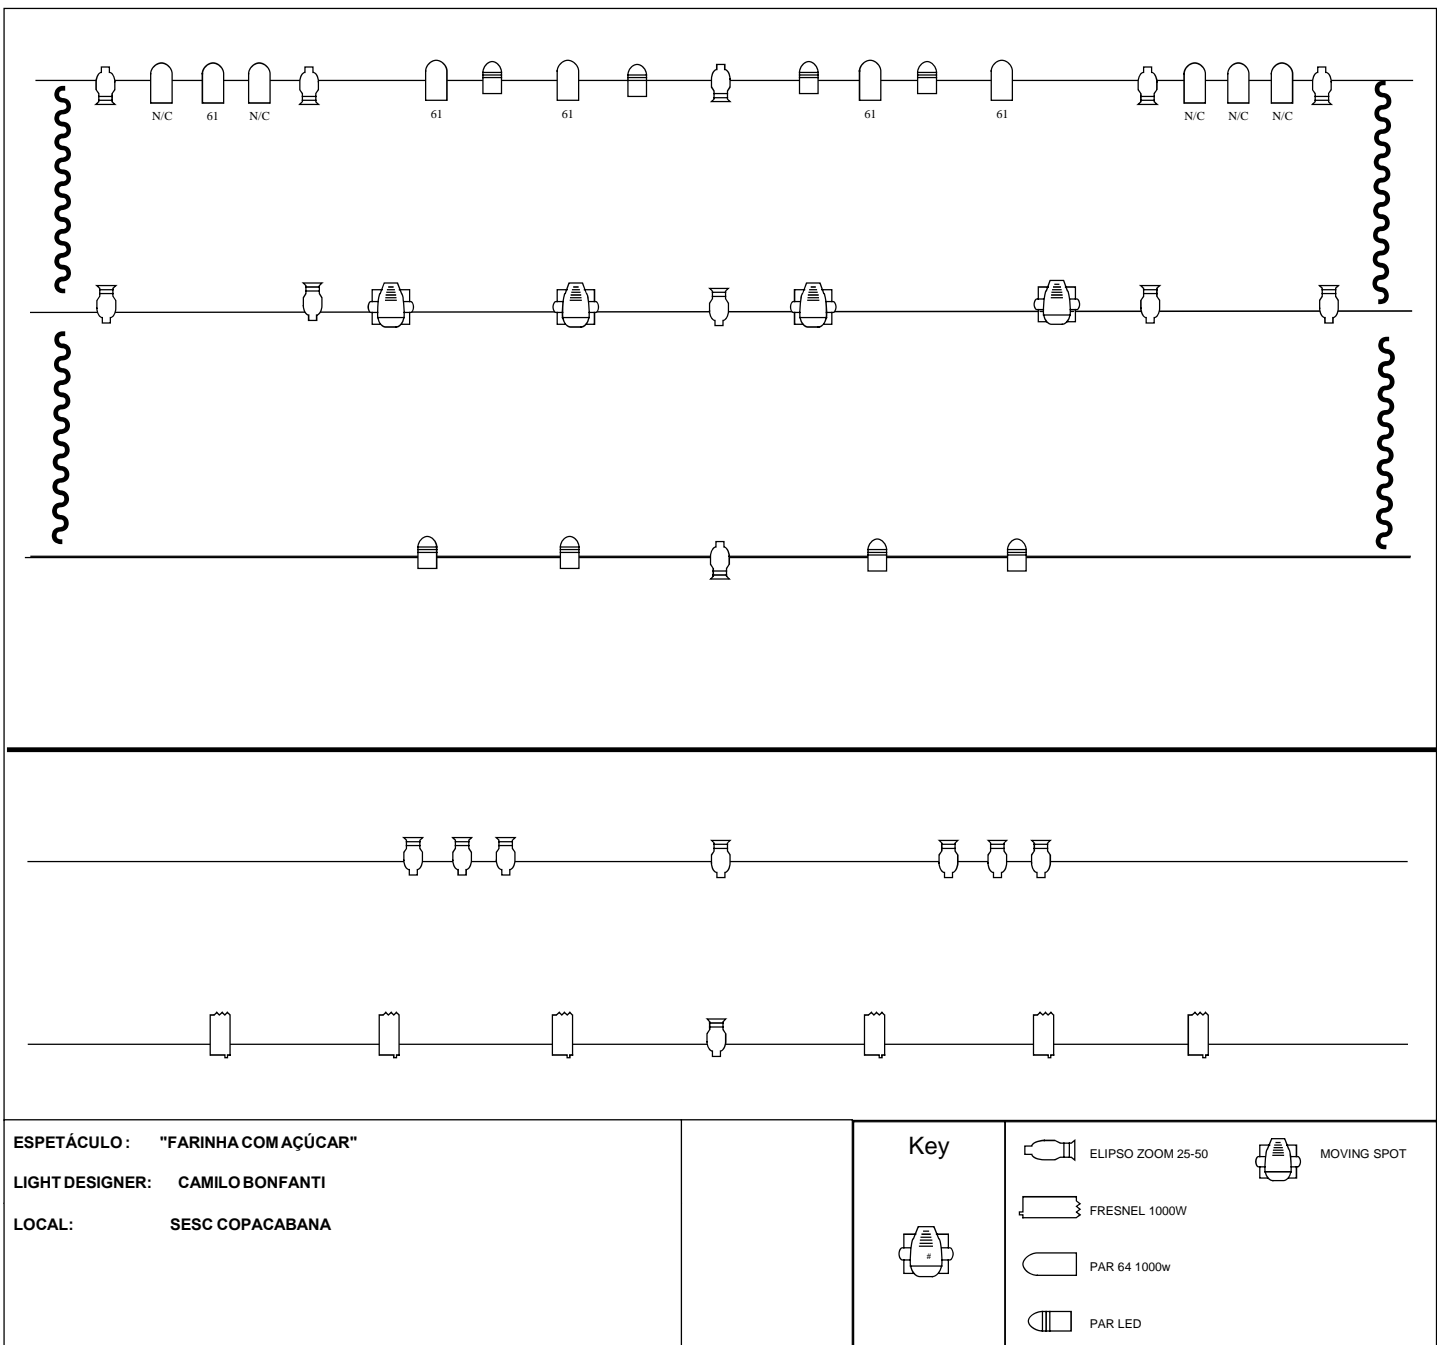 N/C 61 N/C 61 61 61 61 N/C N/C N/C
ESPETÁCULO : "FARINHA COM AÇÚCAR"
LIGHT DESIGNER: CAMILO BONFANTI
LOCAL: SESC COPACABANA
Key
#
ELIPSO ZOOM 25-50
MOVING SPOT
FRESNEL 1000W
PAR 64 1000w
PAR LED